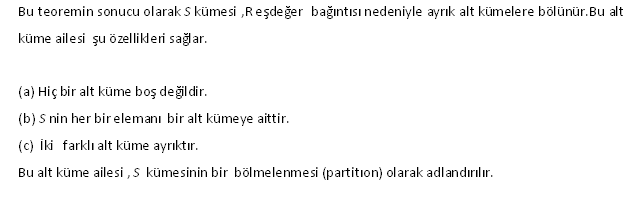 Bu teoremin sonucu olarak S kümesi ,R eşdeğer bağıntısı nedeniyle ayrık alt kümelere bölünür.Bu alt
küme ailesi şu özellikleri sağlar.
(a) Hiç bir alt küme boş değildir.
(b) S nin her bir elemanı bir alt kümeye aittir.
(c) İki farklı alt küme ayrıktır.
Bu alt küme ailesi , S kümesinin bir bölmelenmesi (partitıon) olarak adlandırılır.